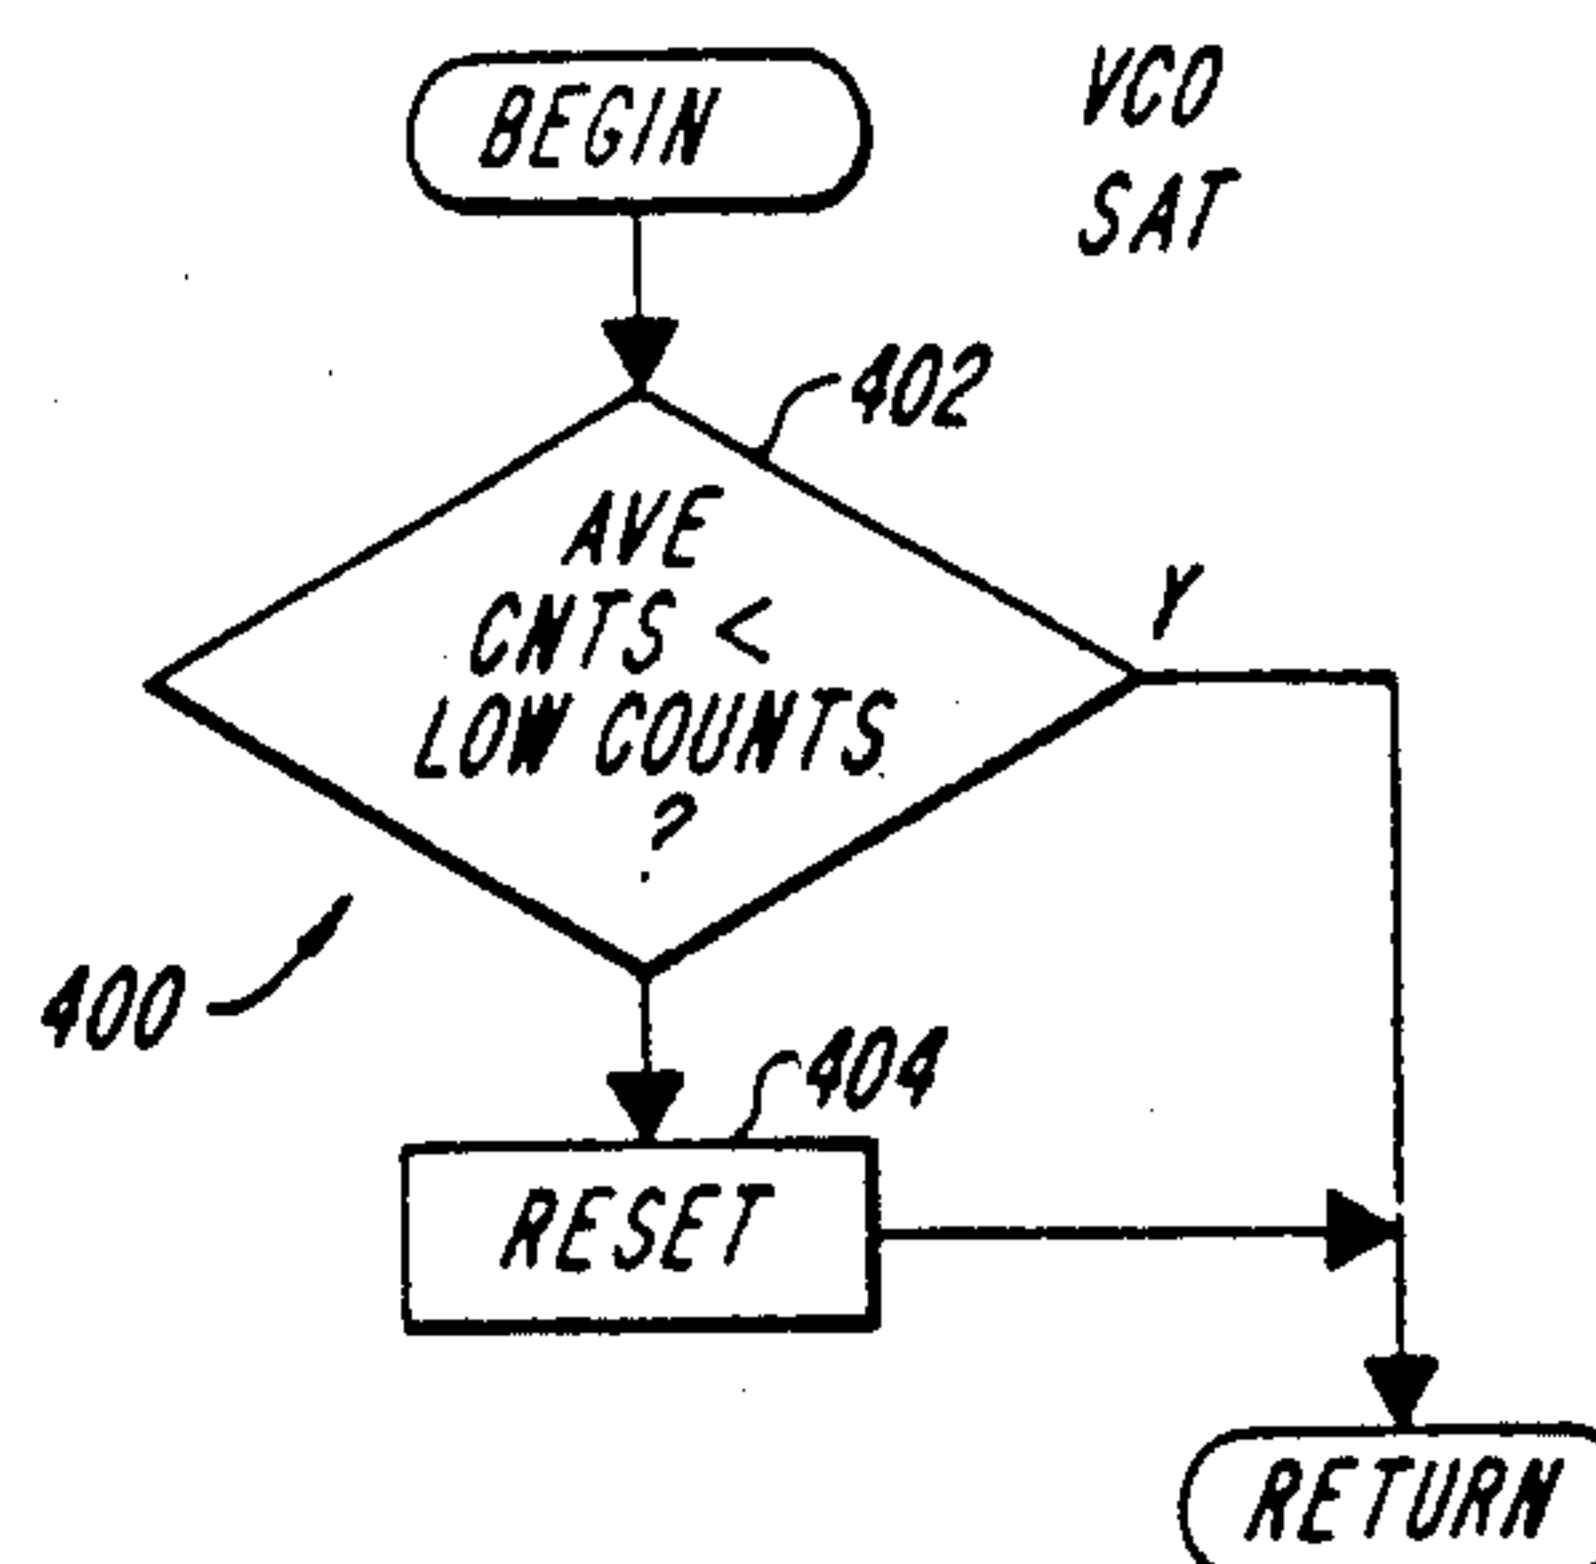 BEGIN
VCO
SAT
402
AVE
CNTS <
LOW COUNTS
?
Y
400
404
RESET
RETURN